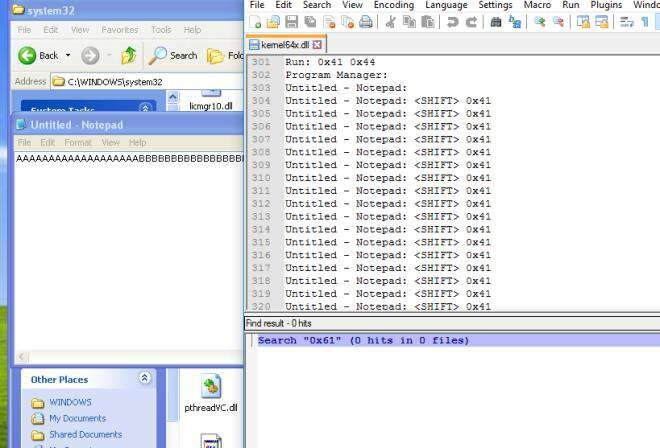 system32
File Edit View Favorites Tools Help
Back Search
Address C:\WINDOWS\system32
System Tasks
licmgr10.dll
Untitled - Notepad
File Edit Format View Help
Other Places
WINDOWS
My Documents
Shared Documents
pthreadVC.dll
File Edit Search View Encoding Language Settings Macro Run Plugins
kernel64x.dll
301 Run: 0x41 0x44
302 Program Manager:
303 Untitled - Notepad:
304 Untitled - Notepad: <SHIFT> 0x41
305 Untitled - Notepad: <SHIFT> 0x41
306 Untitled - Notepad: <SHIFT> 0x41
307 Untitled - Notepad: <SHIFT> 0x41
308 Untitled - Notepad: <SHIFT> 0x41
309 Untitled - Notepad: <SHIFT> 0x41
310 Untitled - Notepad: <SHIFT> 0x41
311 Untitled - Notepad: <SHIFT> 0x41
312 Untitled - Notepad: <SHIFT> 0x41
313 Untitled - Notepad: <SHIFT> 0x41
314 Untitled - Notepad: <SHIFT> 0x41
315 Untitled - Notepad: <SHIFT> 0x41
316 Untitled - Notepad: <SHIFT> 0x41
317 Untitled - Notepad: <SHIFT> 0x41
318 Untitled - Notepad: <SHIFT> 0x41
319 Untitled - Notepad: <SHIFT> 0x41
320 Untitled - Notepad: <SHIFT> 0x41
Find result - 0 hits
Search "0x61" (0 hits in 0 files)